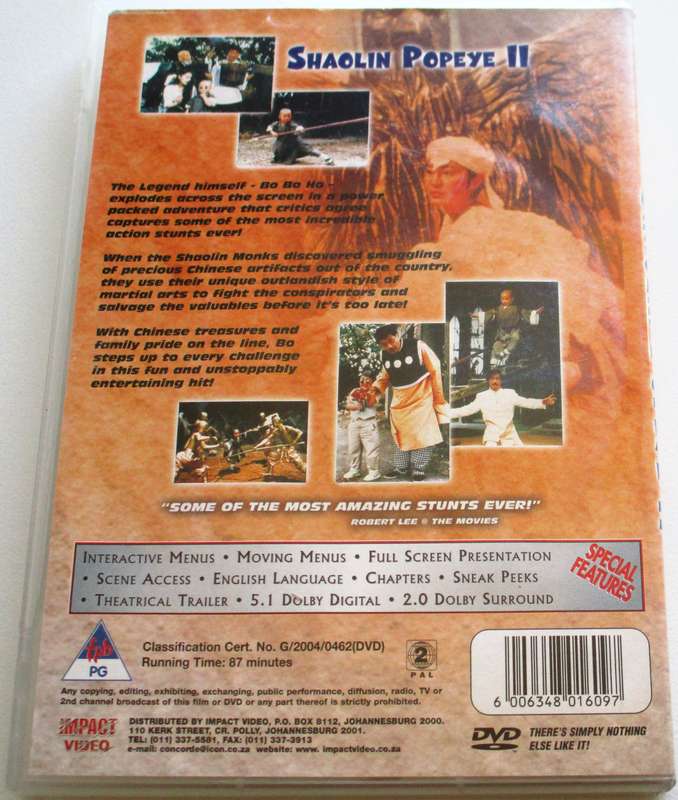 SHAOLIN POPEYE II
The Legend himself - Bo Bo Ho -
explodes across the screen in a power
packed adventure that critics agree
captures some of the most incredible
action stunts ever!
When the Shaolin Monks discovered smuggling
of precious Chinese artifacts out of the country,
they use their unique outlandish style of
martial arts to fight the conspirators and
salvage the valuables before it's too late!
With Chinese treasures and
family pride on the line, Bo
steps up to every challenge
in this fun and unstoppably
entertaining hit!
"SOME OF THE MOST AMAZING STUNTS EVER!"
ROBERT LEE @ THE MOVIES
INTERACTIVE MENUS • MOVING MENUS • FULL SCREEN PRESENTATION
• SCENE ACCESS • ENGLISH LANGUAGE • CHAPTERS • SNEAK PEEKS
• THEATRICAL TRAILER • 5.1 DOLBY DIGITAL • 2.0 DOLBY SURROUND
SPECIAL
FEATURES
fpb
PG
Classification Cert. No. G/2004/0462(DVD)
Running Time: 87 minutes
2
PAL
Any copying, editing, exhibiting, exchanging, public performance, diffusion, radio, TV or
2nd channel broadcast of this film or DVD or any part thereof is strictly prohibited.
IMPACT
VIDEO
DISTRIBUTED BY IMPACT VIDEO, P.O. BOX 8112, JOHANNESBURG 2000.
110 KERK STREET, CR. POLLY, JOHANNESBURG 2001.
TEL: (011) 337-5581, FAX: (011) 337-3913
e-mail: concorde@icon.co.za website: www.impactvideo.co.za
6 006348 016097
DVD
THERE'S SIMPLY NOTHING
ELSE LIKE IT!